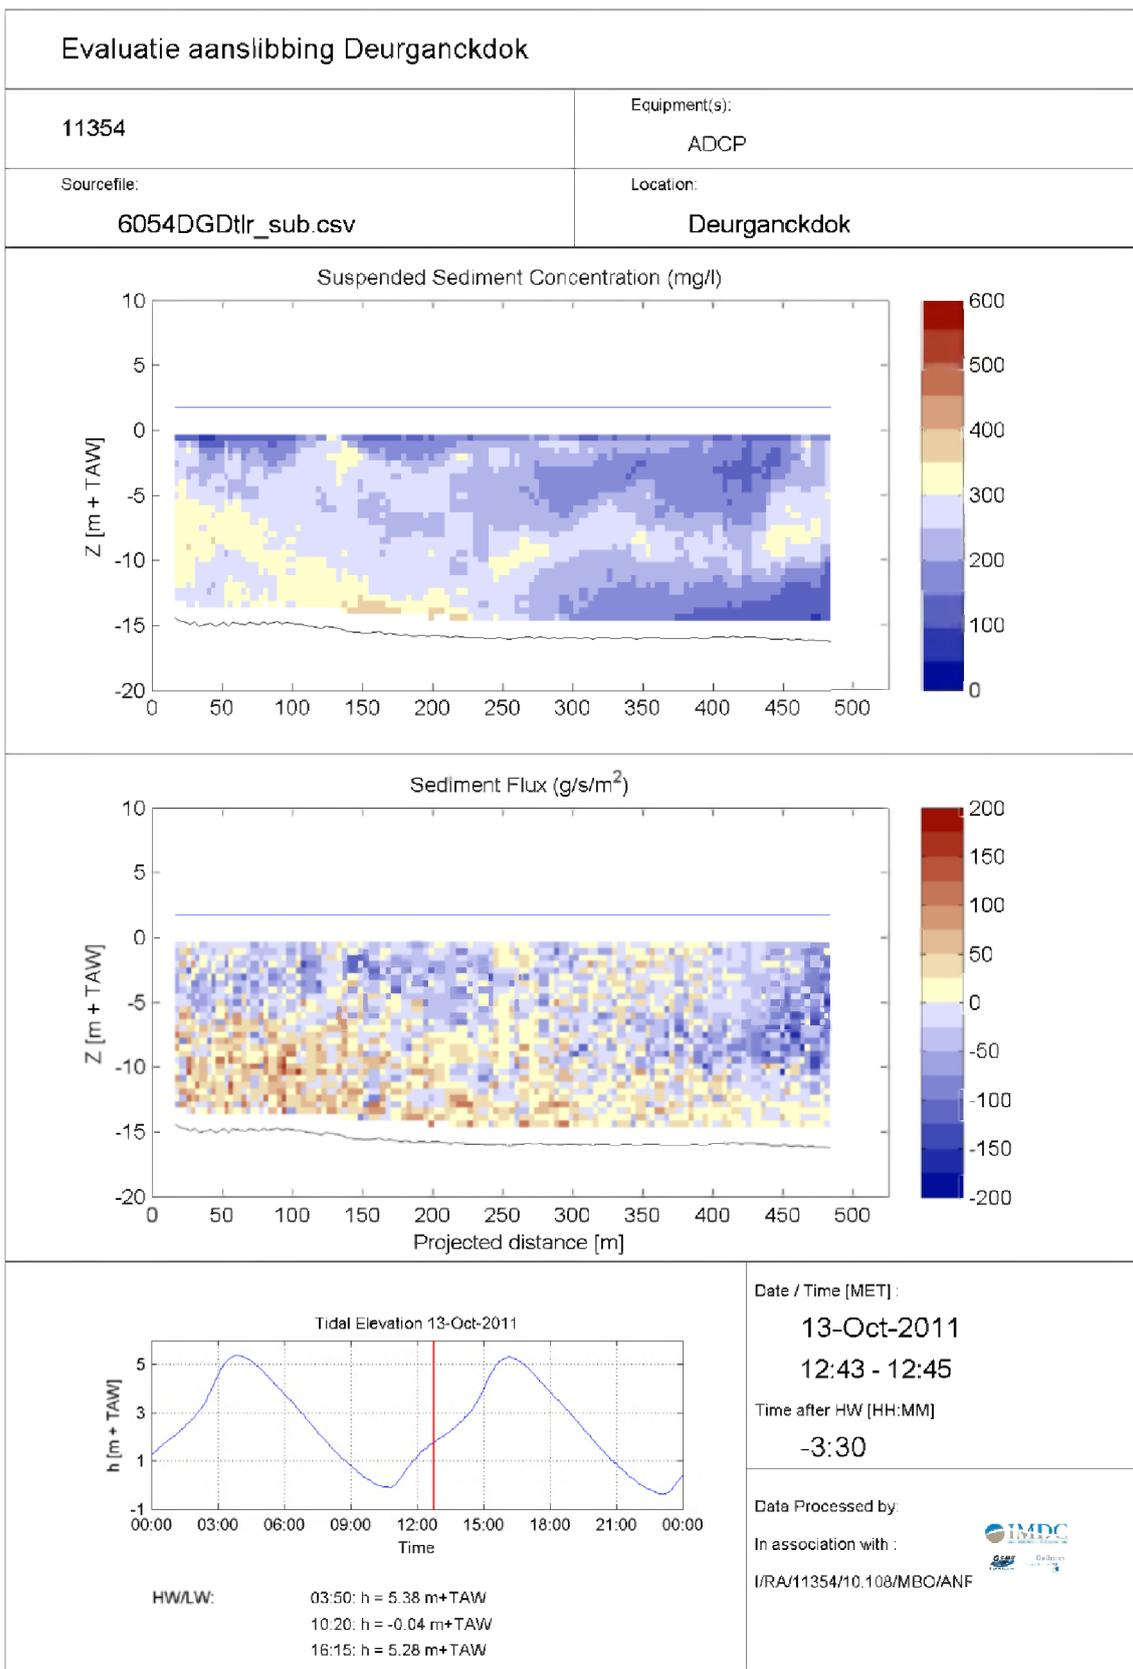 Evaluatie aanslibbing Deurganckdok
11354
Equipment(s):
ADCP
Sourcefile:
6054DGDtlr_sub.csv
Location:
Deurganckdok
Suspended Sediment Concentration (mg/l)
10
5
0
-5
-10
-15
-20
Z [m + TAW]
0 50 100 150 200 250 300 350 400 450 500
600
500
400
300
200
100
0
Sediment Flux (g/s/m²)
10
5
0
-5
-10
-15
-20
Z [m + TAW]
0 50 100 150 200 250 300 350 400 450 500
Projected distance [m]
200
150
100
50
0
-50
-100
-150
-200
Tidal Elevation 13-Oct-2011
5
3
1
-1
h [m + TAW]
00:00 03:00 06:00 09:00 12:00 15:00 18:00 21:00 00:00
Time
HW/LW:
03:50: h = 5.38 m+TAW
10:20: h = -0.04 m+TAW
16:15: h = 5.28 m+TAW
Date / Time [MET] :
13-Oct-2011
12:43 - 12:45
Time after HW [HH:MM]
-3:30
Data Processed by:
IMDC
In association with :
I/RA/11354/10.108/MBO/ANF